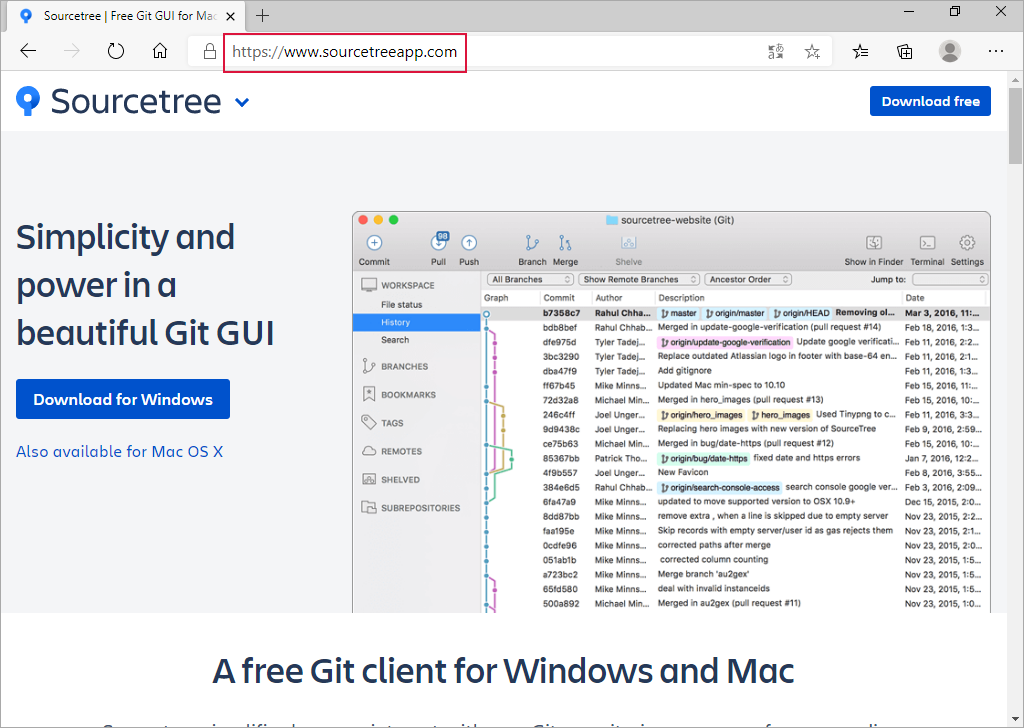 Sourcetree | Free Git GUI for Mac
https://www.sourcetreeapp.com
Sourcetree
Download free
Simplicity and
power in a
beautiful Git GUI
Download for Windows
Also available for Mac OS X
sourcetree-website (Git)
98
Commit Pull Push Branch Merge Shelve Show in Finder Terminal Settings
All Branches Show Remote Branches Ancestor Order Jump to:
WORKSPACE
File status
History
Search
BRANCHES
BOOKMARKS
TAGS
REMOTES
SHELVED
SUBREPOSITORIES
Graph Commit Author Description Date
b7358c7 Rahul Chha... master origin/master origin/HEAD Removing ol... Mar 3, 2016, 11:...
bdb8bef Rahul Chhab... Merged in update-google-verification (pull request #14) Feb 18, 2016, 1:3...
dfe975d Tyler Tadej... origin/update-google-verification Update google verificati... Feb 11, 2016, 2:2...
3bc3290 Tyler Tadej... Replace outdated Atlassian logo in footer with base-64 en... Feb 11, 2016, 2:1...
dba47f9 Tyler Tadej... Add gitignore Feb 11, 2016, 1:3...
ff67b45 Mike Minns... Updated Mac min-spec to 10.10 Feb 15, 2016, 11:...
72d32a8 Michael Min... Merged in hero_images (pull request #13) Feb 15, 2016, 11:...
246c4ff Joel Unger... origin/hero_images hero_images Used Tinypng to c... Feb 11, 2016, 3:3...
9d9438c Joel Unger... Replacing hero images with new version of SourceTree Feb 9, 2016, 2:59...
ce75b63 Michael Min... Merged in bug/date-https (pull request #12) Feb 15, 2016, 11:...
85367bb Patrick Tho... origin/bug/date-https fixed date and https errors Jan 7, 2016, 12:2...
4f9b557 Joel Unger... New Favicon Feb 8, 2016, 3:55...
384e6d5 Rahul Chhab... origin/search-console-access search console google ver... Feb 3, 2016, 2:09...
6fa47a9 Mike Minns... updated to move supported version to OSX 10.9+ Dec 15, 2015, 2:0...
8dd87bb Mike Minns... remove extra , when a line is skipped due to empty server Nov 23, 2015, 2:2...
faa195e Mike Minns... Skip records with empty server/user id as gas rejects them Nov 23, 2015, 2:1...
0cdfe96 Mike Minns... corrected paths after merge Nov 23, 2015, 2:0...
051ab1b Mike Minns... corrected column counting Nov 23, 2015, 1:5...
a723bc2 Mike Minns... Merge branch 'au2gex' Nov 23, 2015, 1:5...
65fd580 Mike Minns... deal with invalid instanceids Nov 23, 2015, 1:5...
500a892 Michael Min... Merged in au2gex (pull request #11) Nov 23, 2015, 1:0...
A free Git client for Windows and Mac